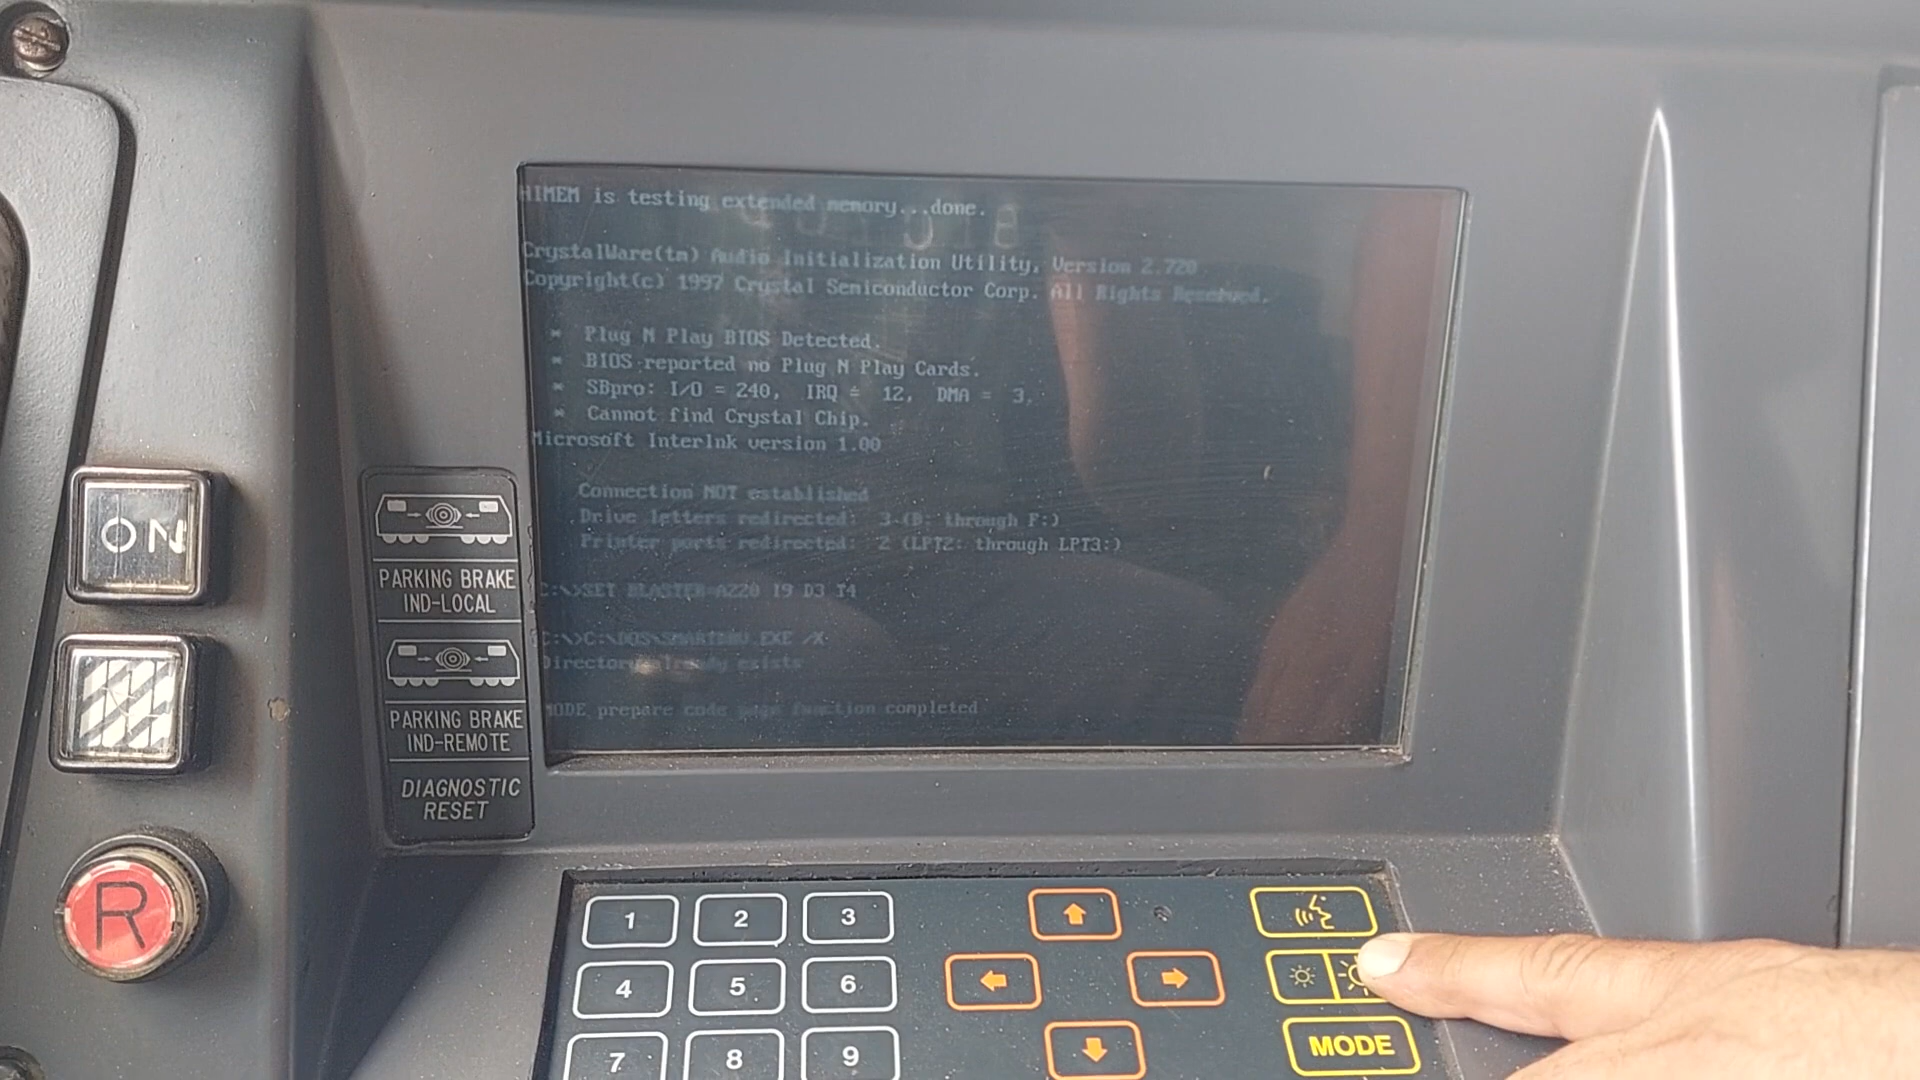 HIMEM is testing extended memory...done.
CrystalWare(tm) Audio Initialization Utility, Version 2.720
Copyright(c) 1997 Crystal Semiconductor Corp. All Rights Reserved.
* Plug N Play BIOS Detected.
* BIOS reported no Plug N Play Cards.
* SBpro: I/O = 240, IRQ = 12, DMA = 3,
* Cannot find Crystal Chip.
Microsoft Interlnk version 1.00
Connection NOT established
Drive letters redirected: 3 (D: through F:)
Printer ports redirected: 2 (LPT2: through LPT3:)
C:\>SET BLASTER=A220 I9 D3 T4
C:\>C:\DOS\SMARTDRV.EXE /X
Directory already exists
MODE prepare code page function completed
ON
PARKING BRAKE
IND-LOCAL
PARKING BRAKE
IND-REMOTE
DIAGNOSTIC
RESET
R
1 2 3
4 5 6
7 8 9
MODE